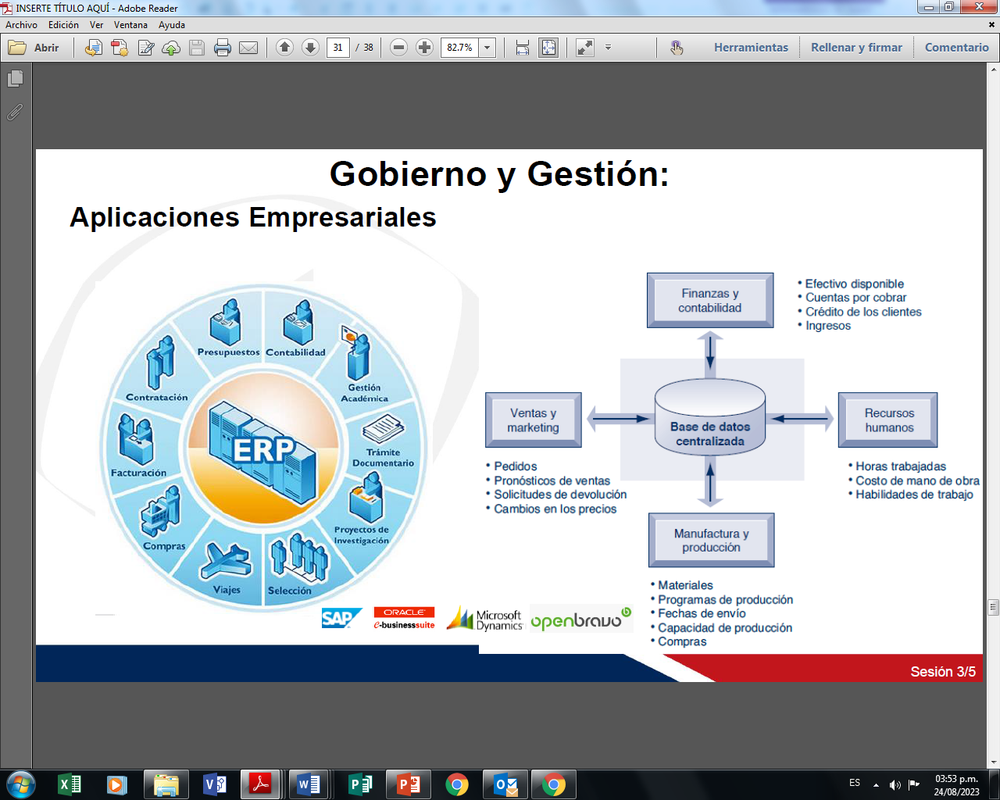 INSERTE TÍTULO AQUÍ - Adobe Reader
Archivo Edición Ver Ventana Ayuda
Abrir
31 / 38
82.7%
Herramientas
Rellenar y firmar
Comentario
Gobierno y Gestión:
Aplicaciones Empresariales
Presupuestos
Contabilidad
Gestión
Académica
Trámite
Documentario
Proyectos de
Investigación
Selección
Viajes
Compras
Facturación
Contratación
ERP
SAP
ORACLE
e-businesssuite
Microsoft
Dynamics
openbravo
b
Finanzas y
contabilidad
• Efectivo disponible
• Cuentas por cobrar
• Crédito de los clientes
• Ingresos
Ventas y
marketing
• Pedidos
• Pronósticos de ventas
• Solicitudes de devolución
• Cambios en los precios
Base de datos
centralizada
Recursos
humanos
• Horas trabajadas
• Costo de mano de obra
• Habilidades de trabajo
Manufactura y
producción
• Materiales
• Programas de producción
• Fechas de envío
• Capacidad de producción
• Compras
Sesión 3/5
ES
03:53 p.m.
24/08/2023